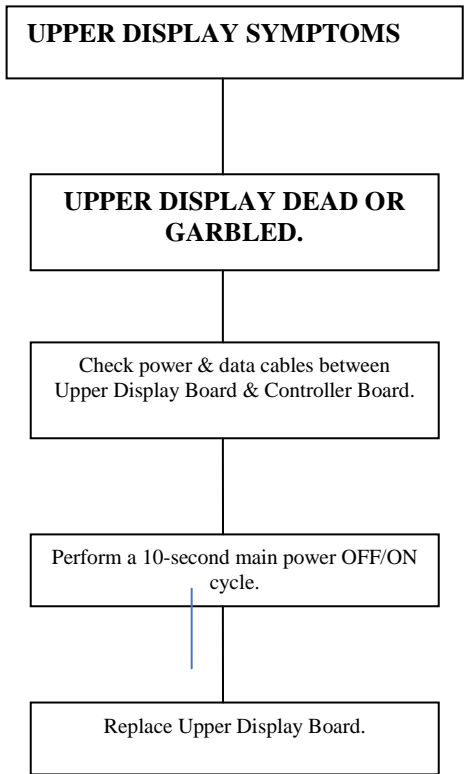 UPPER DISPLAY SYMPTOMS
UPPER DISPLAY DEAD OR
GARBLED.
Check power & data cables between
Upper Display Board & Controller Board.
Perform a 10-second main power OFF/ON
cycle.
Replace Upper Display Board.